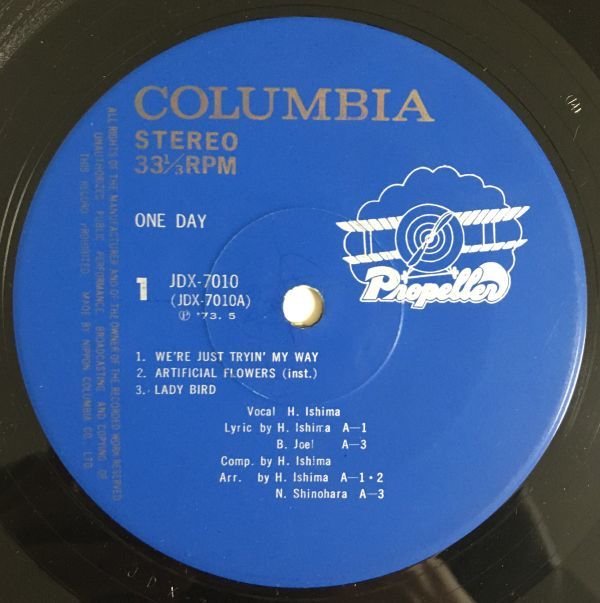 COLUMBIA
STEREO
33⅓RPM
ONE DAY
Propeller
1
JDX-7010
(JDX-7010A)
Ⓟ '73. 5
1. WE'RE JUST TRYIN' MY WAY
2. ARTIFICIAL FLOWERS (inst.)
3. LADY BIRD
Vocal H. Ishima
Lyric by H. Ishima A—1
B. Joel A—3
Comp. by H. Ishima
Arr. by H. Ishima A—1・2
N. Shinohara A—3
ALL RIGHTS OF THE MANUFACTURER AND OF THE OWNER OF THE RECORDED WORK RESERVED.
UNAUTHORIZED PUBLIC PERFORMANCE, BROADCASTING AND COPYING OF
THIS RECORD PROHIBITED. MADE BY NIPPON COLUMBIA CO., LTD.
J D X